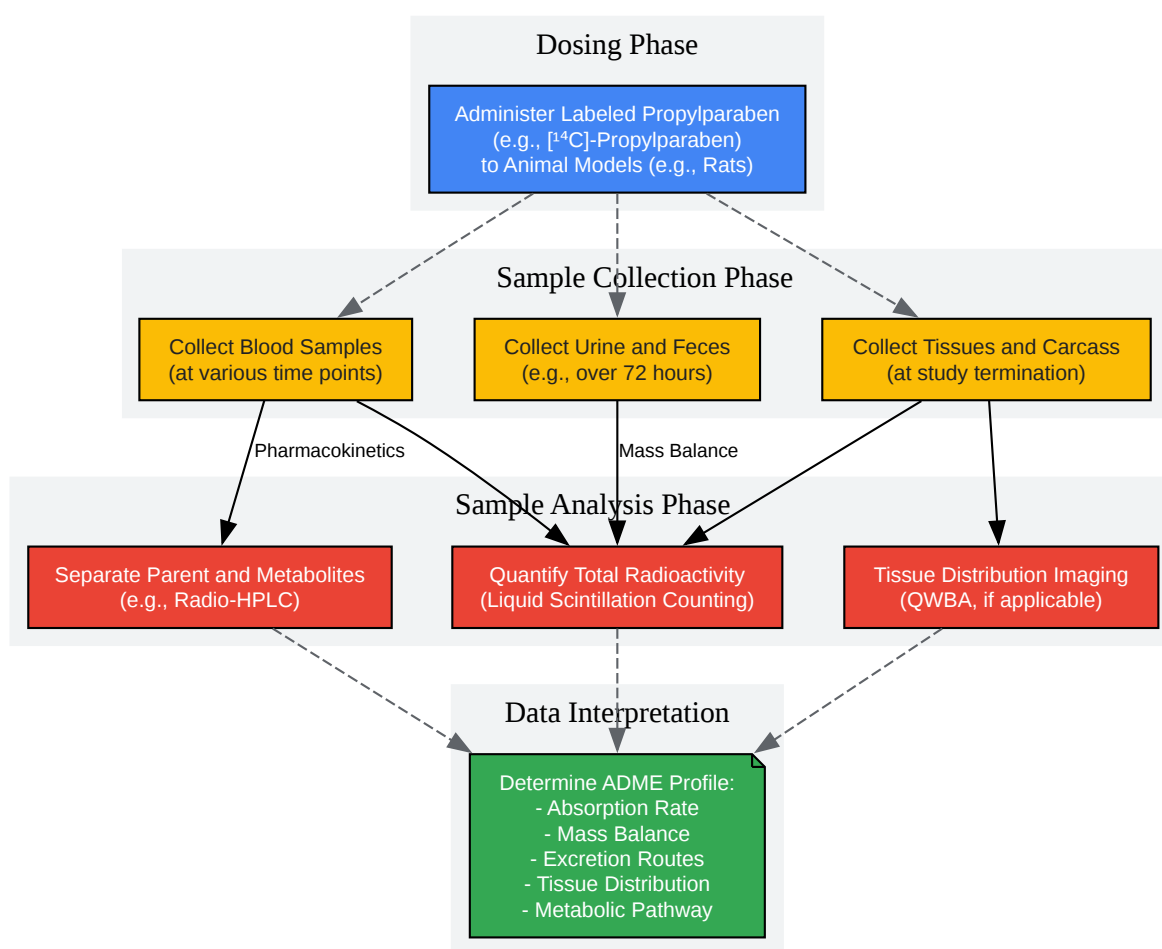 Dosing Phase
Administer Labeled Propylparaben
(e.g., [¹⁴C]-Propylparaben)
to Animal Models (e.g., Rats)
Sample Collection Phase
Collect Blood Samples
(at various time points)
Collect Urine and Feces
(e.g., over 72 hours)
Collect Tissues and Carcass
(at study termination)
Pharmacokinetics
Mass Balance
Sample Analysis Phase
Separate Parent and Metabolites
(e.g., Radio-HPLC)
Quantify Total Radioactivity
(Liquid Scintillation Counting)
Tissue Distribution Imaging
(QWBA, if applicable)
Data Interpretation
Determine ADME Profile:
- Absorption Rate
- Mass Balance
- Excretion Routes
- Tissue Distribution
- Metabolic Pathway